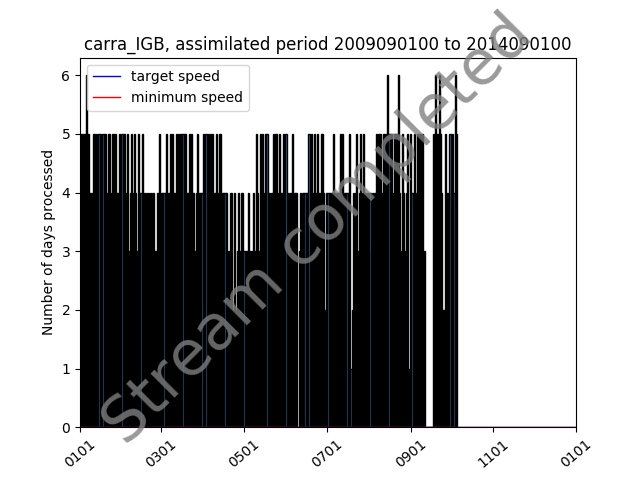 carra_IGB, assimilated period 2009090100 to 2014090100
target speed
minimum speed
Number of days processed
6
5
4
3
2
1
0
0101
0301
0501
0701
0901
1101
0101
Stream completed